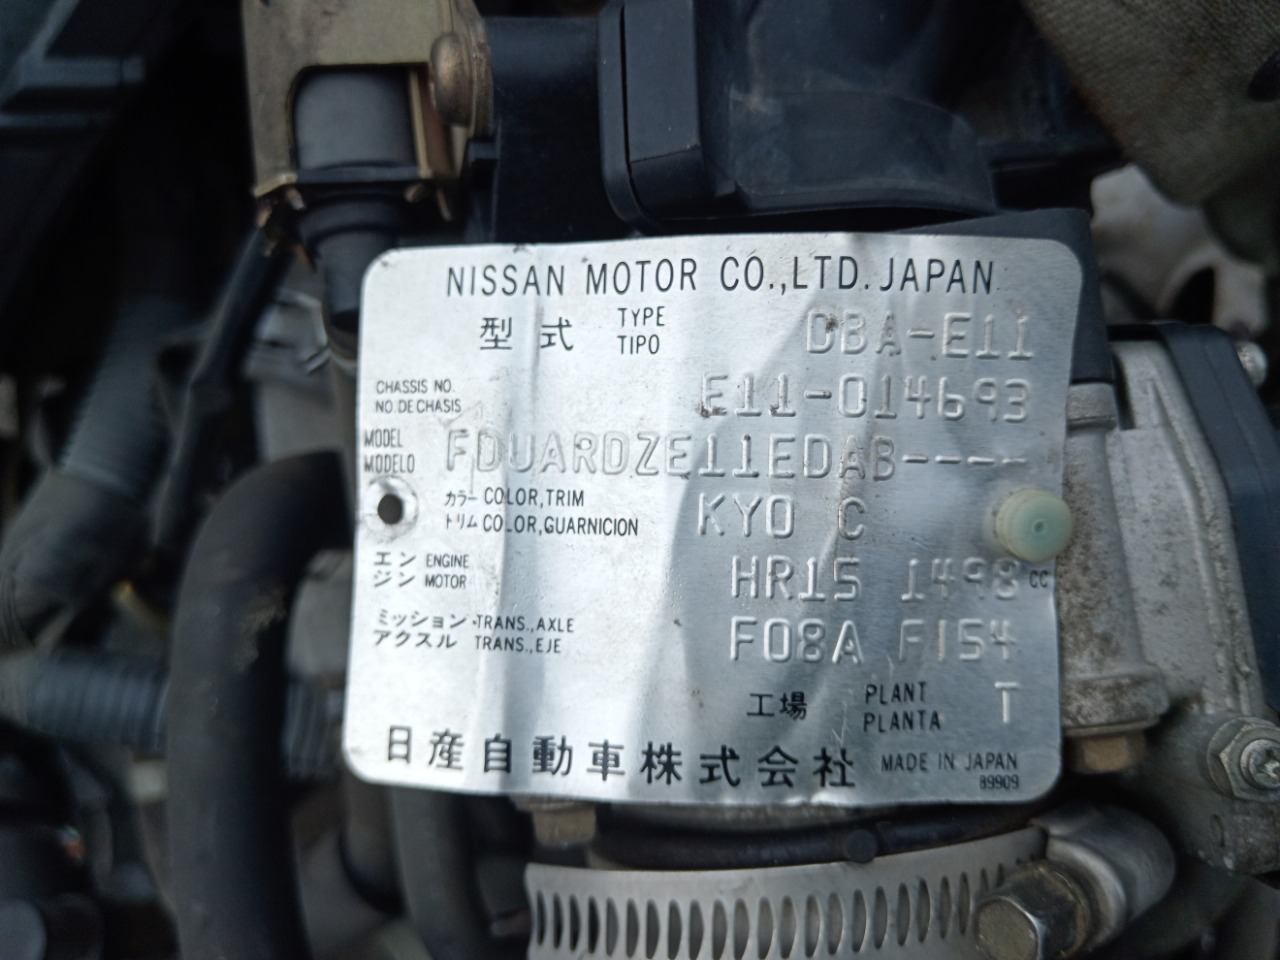 NISSAN MOTOR CO.,LTD. JAPAN
型式 TYPE TIPO DBA-E11
CHASSIS NO. NO. DE CHASIS E11-014693
MODEL MODELO FDUARDZE11EDAB----
カラー COLOR, TRIM
トリム COLOR, GUARNICION KY0 C
エンジン ENGINE MOTOR HR15 1498 CC
ミッション TRANS., AXLE
アクスル TRANS., EJE F08A F154
工場 PLANT PLANTA T
日産自動車株式会社 MADE IN JAPAN
89909